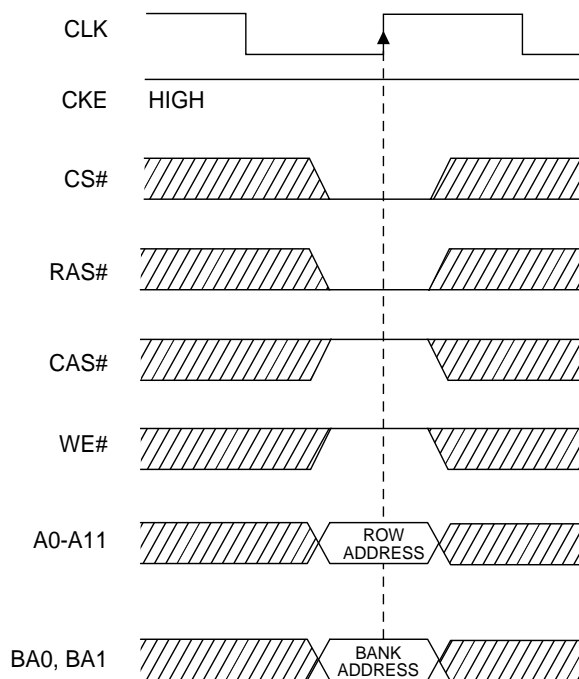 CLK
CKE HIGH
CS#
RAS#
CAS#
WE#
A0-A11
ROW
ADDRESS
BA0, BA1
BANK
ADDRESS